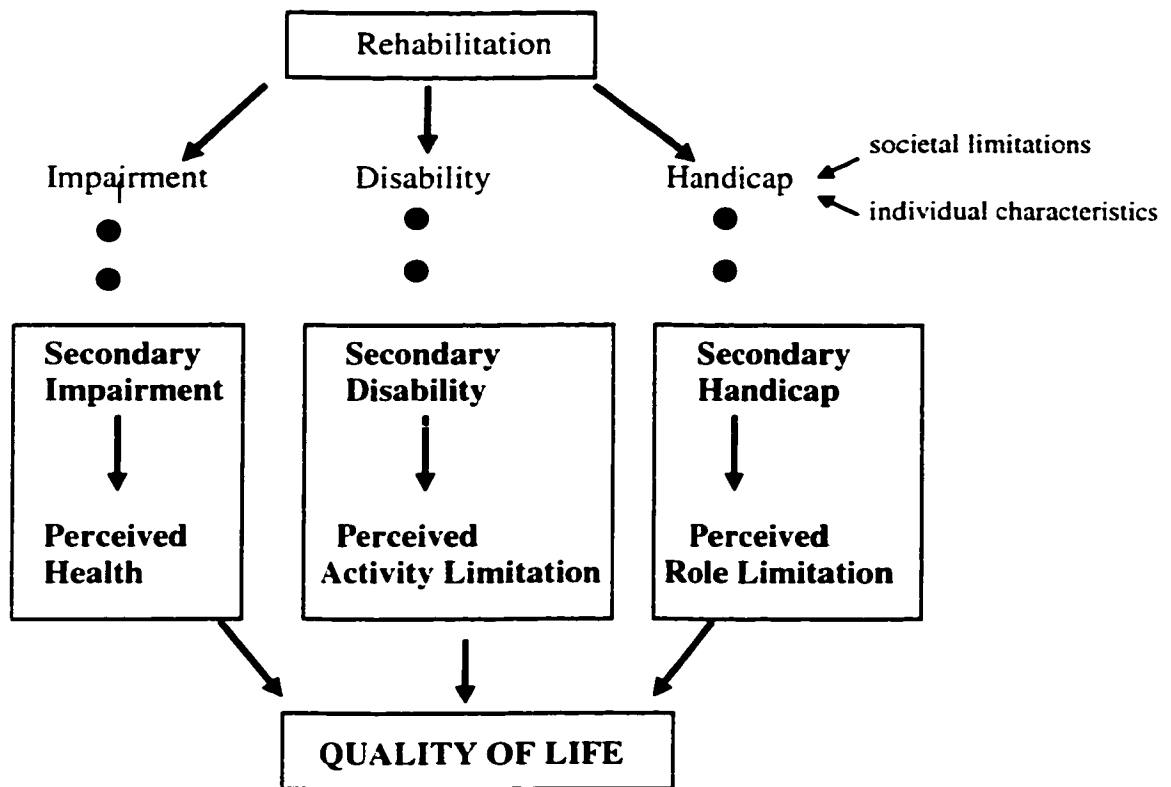 Rehabilitation
societal limitations
Impairment
Disability
Handicap
individual characteristics
Secondary
Impairment
Perceived
Health
Secondary
Disability
Perceived
Activity Limitation
Secondary
Handicap
Perceived
Role Limitation
QUALITY OF LIFE